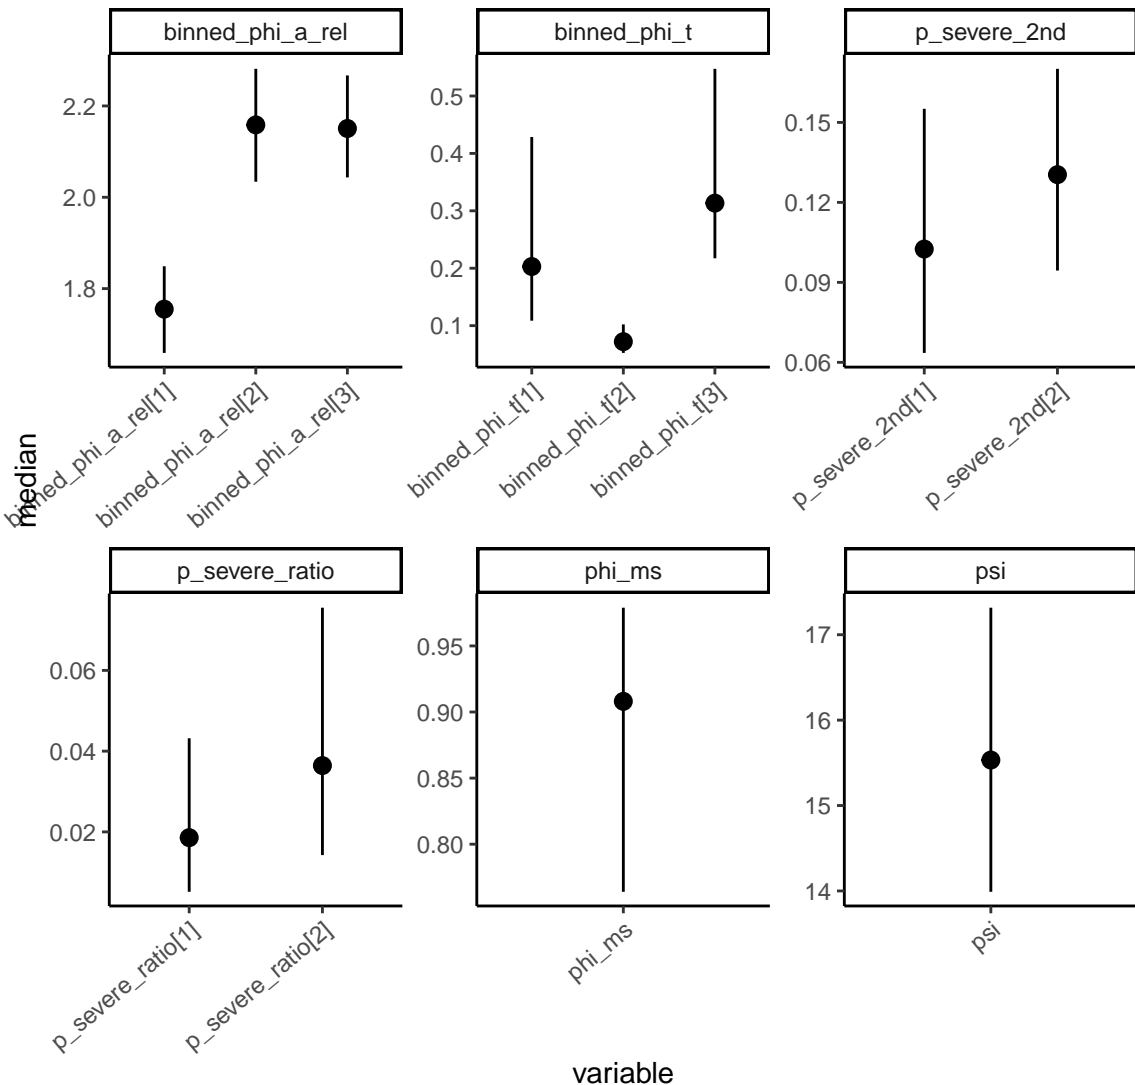 binned_phi_a_rel
binned_phi_t
p_severe_2nd
2.2
2.0
1.8
0.5
0.4
0.3
0.2
0.1
0.15
0.12
0.09
0.06
binned_phi_a_rel[1]
binned_phi_a_rel[2]
binned_phi_a_rel[3]
binned_phi_t[1]
binned_phi_t[2]
binned_phi_t[3]
p_severe_2nd[1]
p_severe_2nd[2]
median
p_severe_ratio
phi_ms
psi
0.06
0.04
0.02
0.95
0.90
0.85
0.80
17
16
15
14
p_severe_ratio[1]
p_severe_ratio[2]
phi_ms
psi
variable